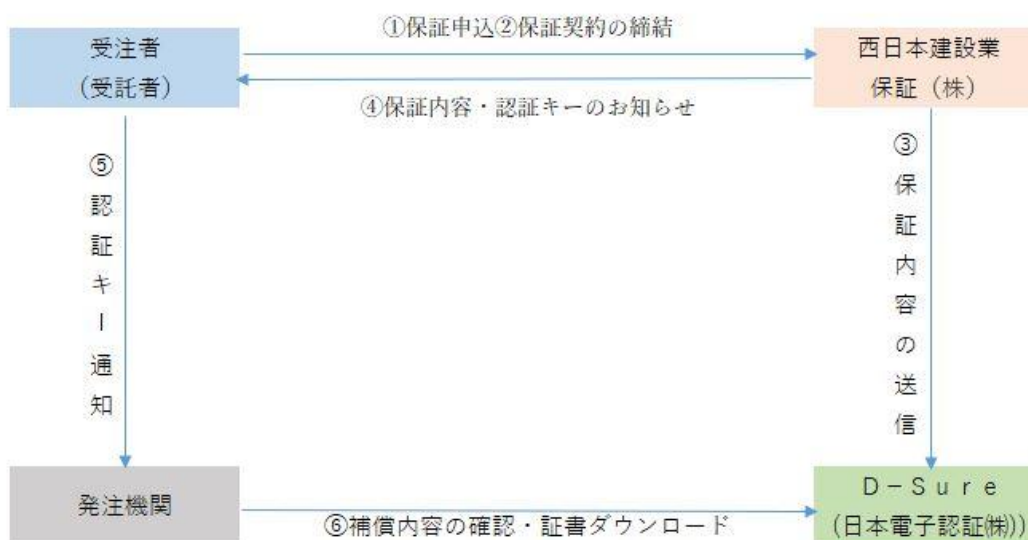 ①保証申込②保証契約の締結
受注者
（受託者）
西日本建設業
保証（株）
④保証内容・認証キーのお知らせ
⑤認証キー通知
③保証内容の送信
発注機関
⑥補償内容の確認・証書ダウンロード
Ｄ−Ｓｕｒｅ
(日本電子認証㈱))